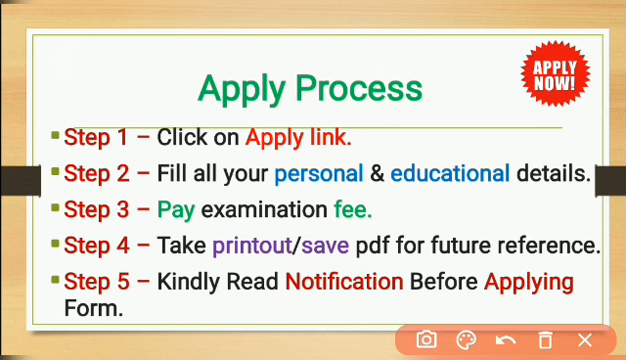 Apply Process
APPLY
NOW!
Step 1 – Click on Apply link.
Step 2 – Fill all your personal & educational details.
Step 3 – Pay examination fee.
Step 4 – Take printout/save pdf for future reference.
Step 5 – Kindly Read Notification Before Applying
Form.